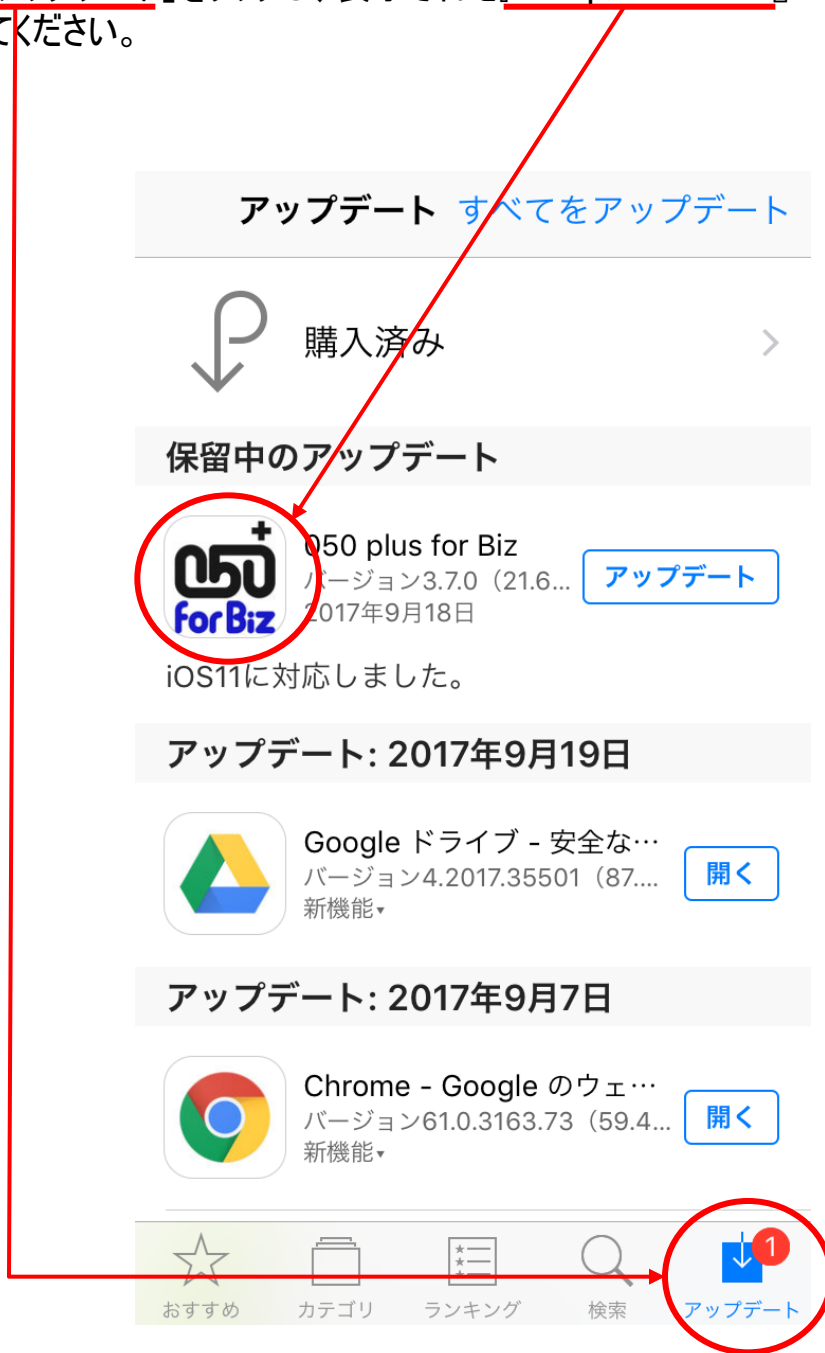 てください。
アップデート すべてをアップデート
購入済み
保留中のアップデート
050 for Biz
050 plus for Biz
バージョン3.7.0（21.6...
2017年9月18日
アップデート
iOS11に対応しました。
アップデート: 2017年9月19日
Google ドライブ - 安全な…
バージョン4.2017.35501（87....
新機能▾
開く
アップデート: 2017年9月7日
Chrome - Google のウェ…
バージョン61.0.3163.73（59.4...
新機能▾
開く
1
おすすめ カテゴリ ランキング 検索 アップデート